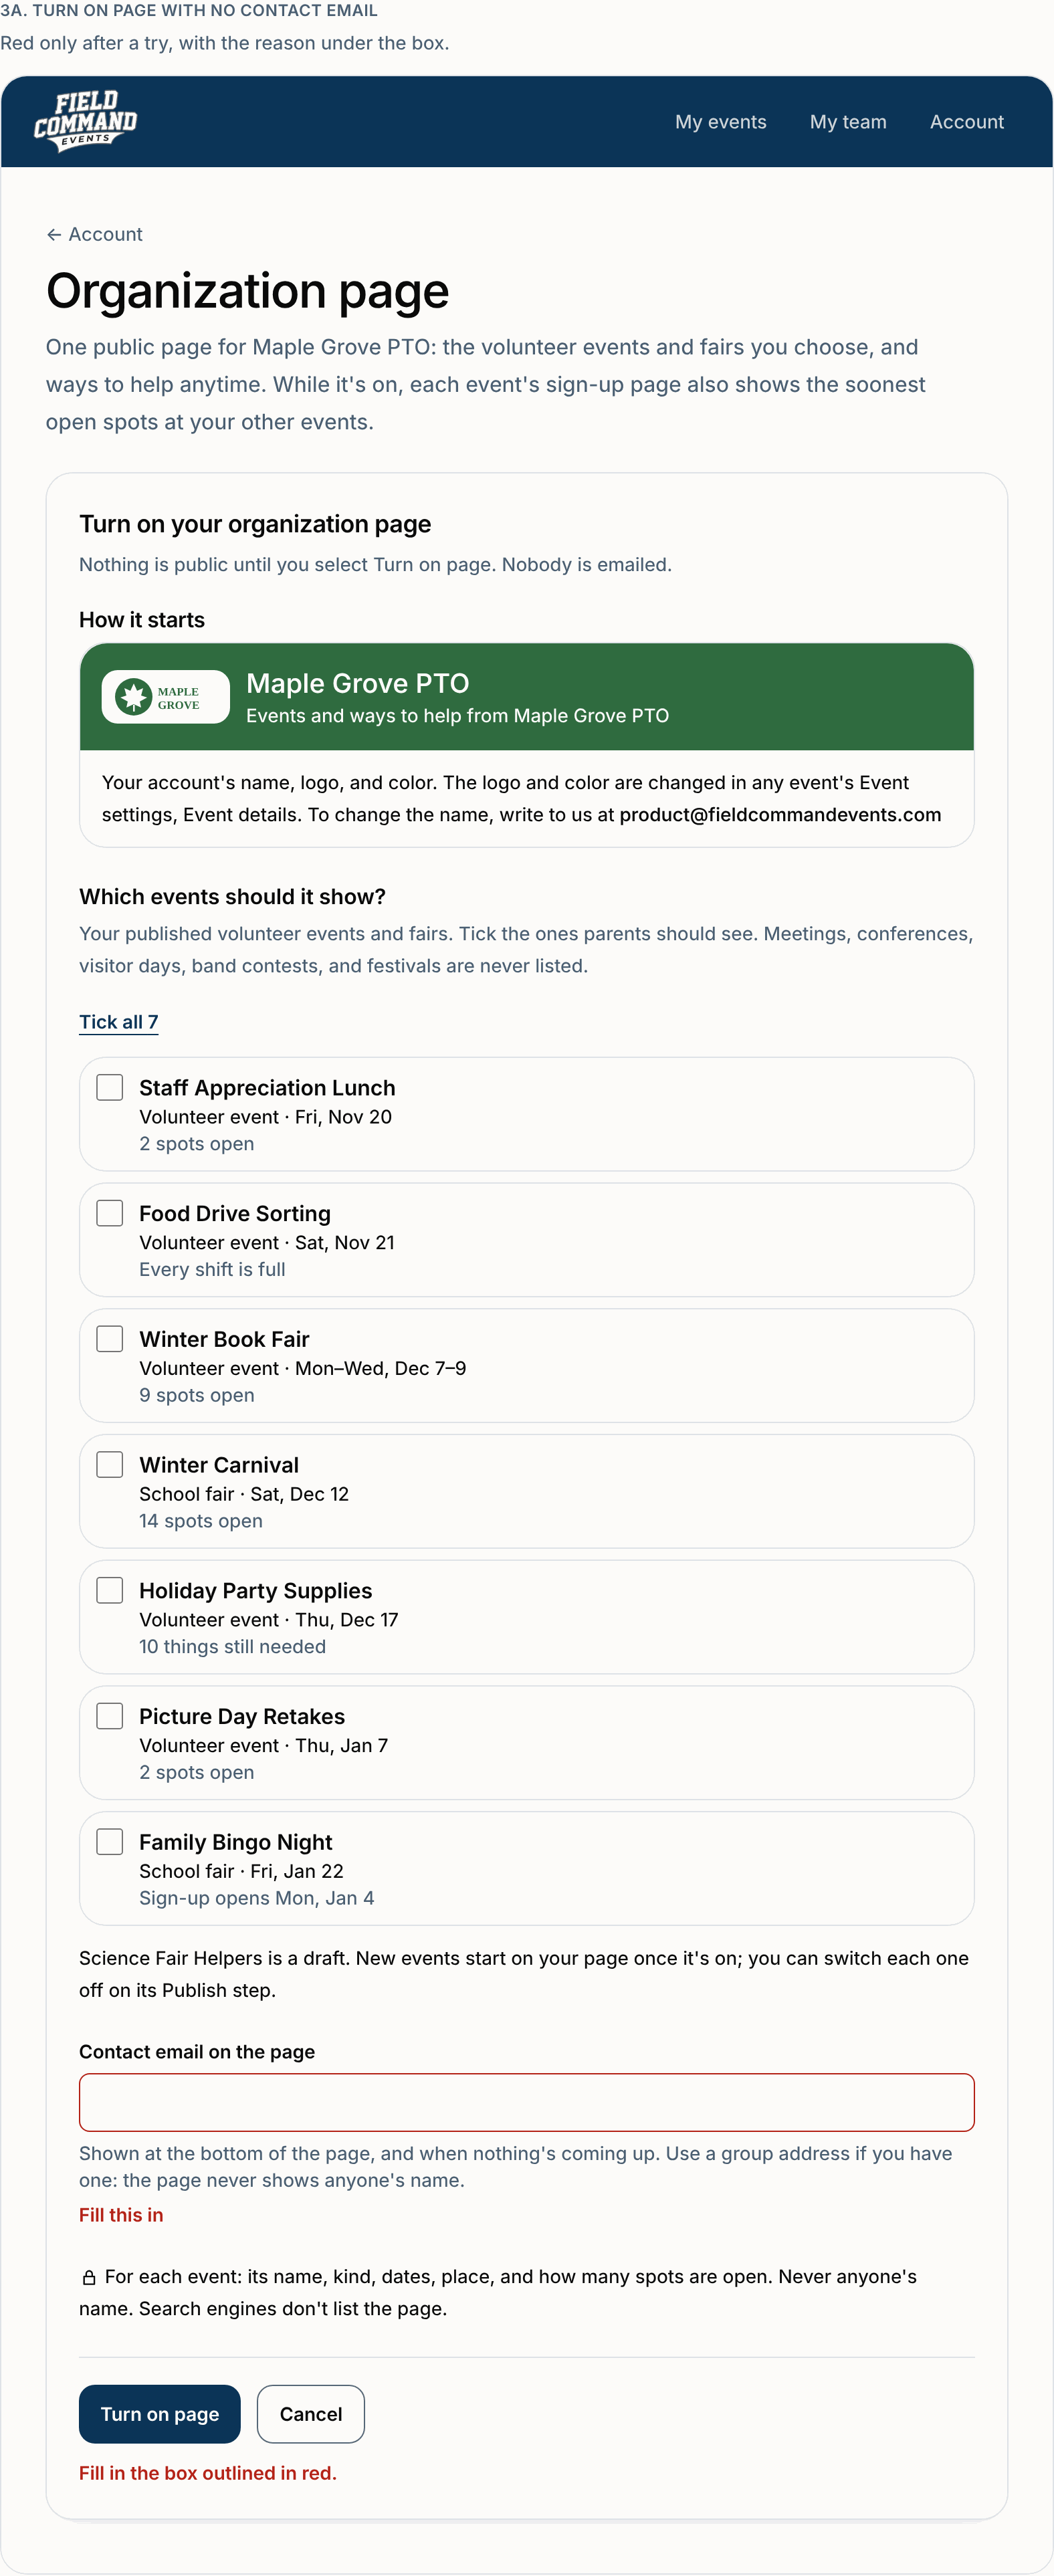 3A. TURN ON PAGE WITH NO CONTACT EMAIL
Red only after a try, with the reason under the box.
FIELD
COMMAND
EVENTS
My events
My team
Account
← Account
Organization page
One public page for Maple Grove PTO: the volunteer events and fairs you choose, and
ways to help anytime. While it's on, each event's sign-up page also shows the soonest
open spots at your other events.
Turn on your organization page
Nothing is public until you select Turn on page. Nobody is emailed.
How it starts
MAPLE
GROVE
Maple Grove PTO
Events and ways to help from Maple Grove PTO
Your account's name, logo, and color. The logo and color are changed in any event's Event
settings, Event details. To change the name, write to us at product@fieldcommandevents.com
Which events should it show?
Your published volunteer events and fairs. Tick the ones parents should see. Meetings, conferences,
visitor days, band contests, and festivals are never listed.
Tick all 7
Staff Appreciation Lunch
Volunteer event · Fri, Nov 20
2 spots open
Food Drive Sorting
Volunteer event · Sat, Nov 21
Every shift is full
Winter Book Fair
Volunteer event · Mon–Wed, Dec 7–9
9 spots open
Winter Carnival
School fair · Sat, Dec 12
14 spots open
Holiday Party Supplies
Volunteer event · Thu, Dec 17
10 things still needed
Picture Day Retakes
Volunteer event · Thu, Jan 7
2 spots open
Family Bingo Night
School fair · Fri, Jan 22
Sign-up opens Mon, Jan 4
Science Fair Helpers is a draft. New events start on your page once it's on; you can switch each one
off on its Publish step.
Contact email on the page
Shown at the bottom of the page, and when nothing's coming up. Use a group address if you have
one: the page never shows anyone's name.
Fill this in
For each event: its name, kind, dates, place, and how many spots are open. Never anyone's
name. Search engines don't list the page.
Turn on page
Cancel
Fill in the box outlined in red.